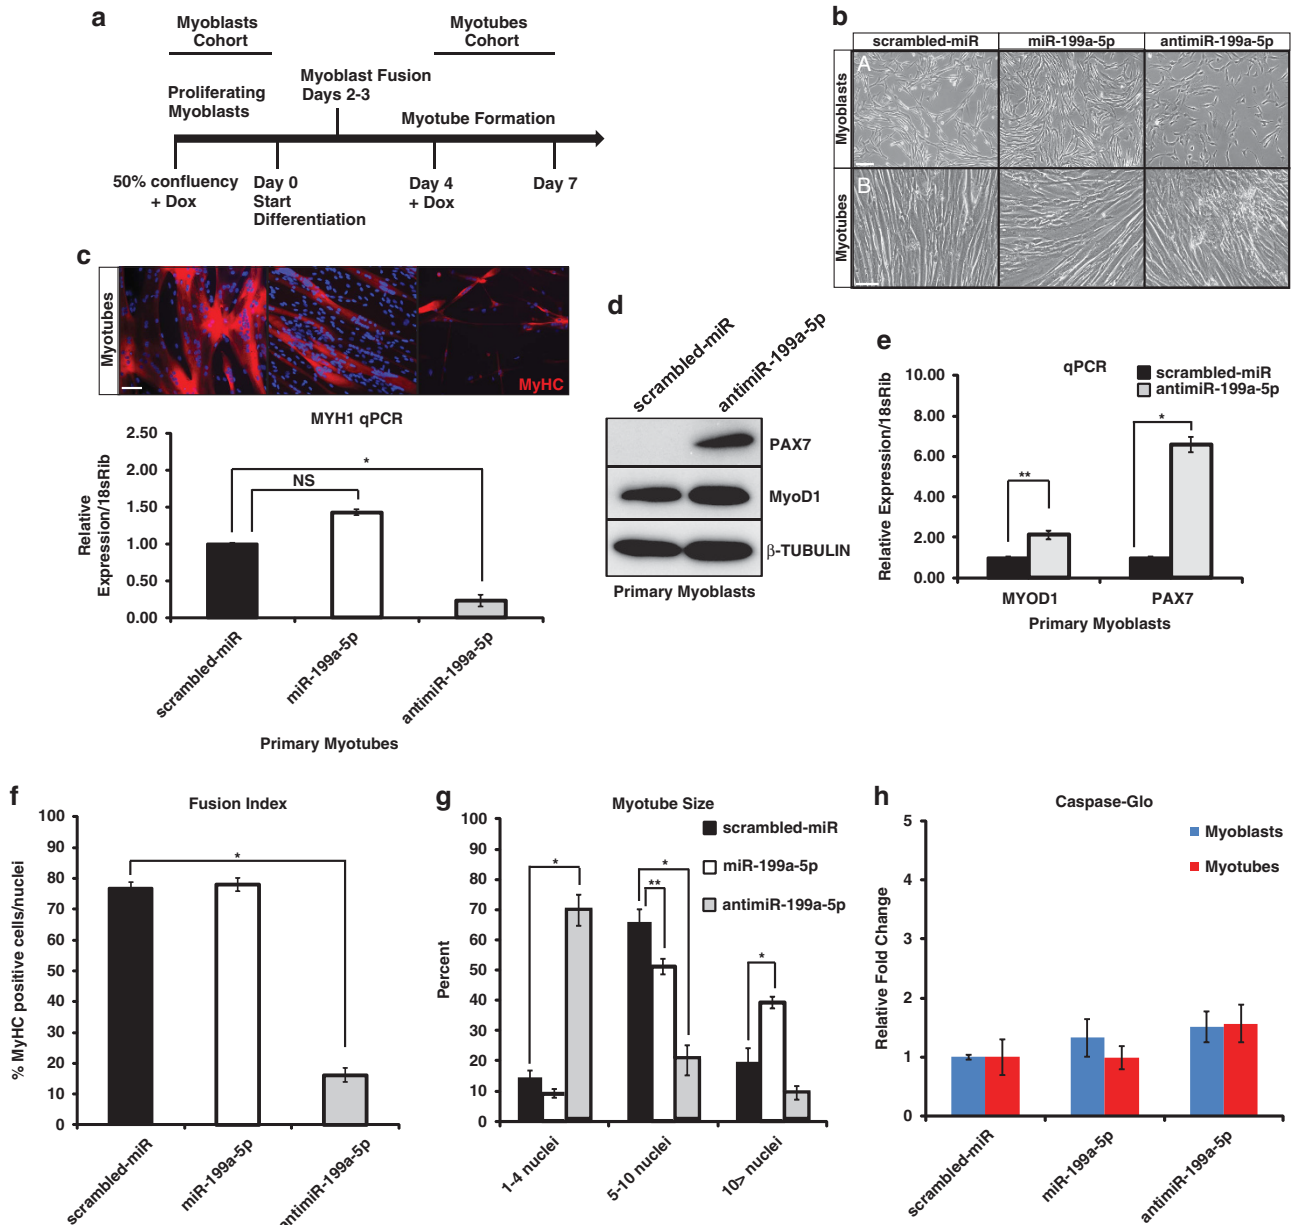 a
Myoblasts
Cohort
Myotubes
Cohort
Proliferating
Myoblasts
Myoblast Fusion
Days 2-3
Myotube Formation
50% confluency
+ Dox
Day 0
Start
Differentiation
Day 4
+ Dox
Day 7
b
scrambled-miR
miR-199a-5p
antimiR-199a-5p
Myoblasts
A
Myotubes
B
c
Myotubes
MyHC
MYH1 qPCR
Relative
Expression/18sRib
2.50
2.00
1.50
1.00
0.50
0.00
*
NS
scrambled-miR
miR-199a-5p
antimiR-199a-5p
Primary Myotubes
d
scrambled-miR
antimiR-199a-5p
PAX7
MyoD1
β-TUBULIN
Primary Myoblasts
e
qPCR
scrambled-miR
antimiR-199a-5p
Relative Expression/18sRib
10.00
8.00
6.00
4.00
2.00
0.00
**
*
MYOD1
PAX7
Primary Myoblasts
f
Fusion Index
% MyHC positive cells/nuclei
100
90
80
70
60
50
40
30
20
10
0
*
scrambled-miR
miR-199a-5p
antimiR-199a-5p
g
Myotube Size
scrambled-miR
miR-199a-5p
antimiR-199a-5p
Percent
100
90
80
70
60
50
40
30
20
10
0
*
*
**
*
1-4 nuclei
5-10 nuclei
10> nuclei
h
Caspase-Glo
Myoblasts
Myotubes
Relative Fold Change
5
4
3
2
1
0
scrambled-miR
miR-199a-5p
antimiR-199a-5p